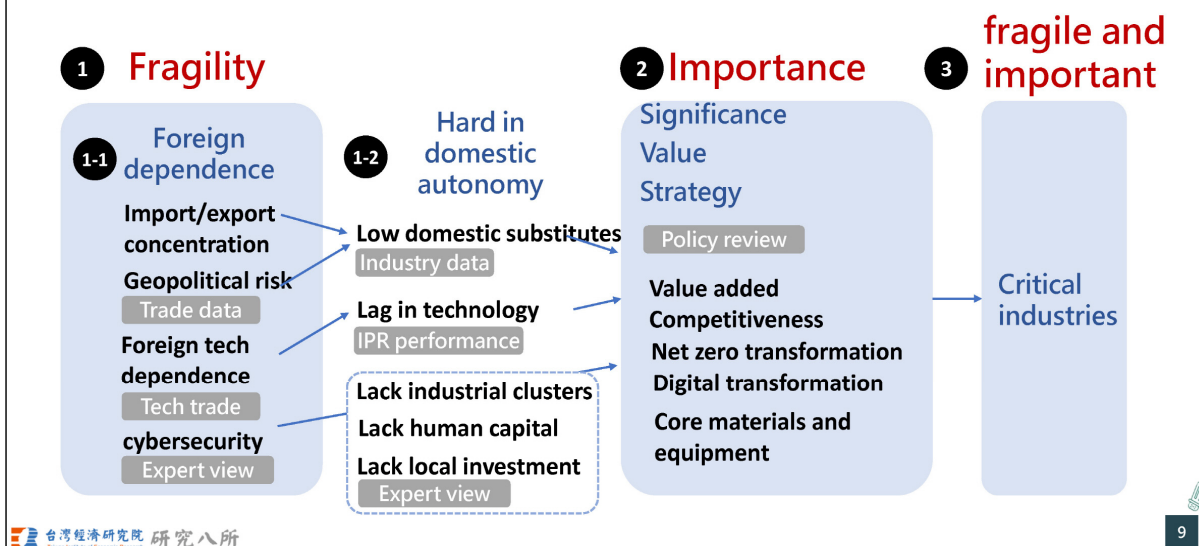 1 Fragility
1-1 Foreign
dependence
Import/export
concentration
Geopolitical risk
Trade data
Foreign tech
dependence
Tech trade
cybersecurity
Expert view
1-2 Hard in
domestic
autonomy
Low domestic substitutes
Industry data
Lag in technology
IPR performance
Lack industrial clusters
Lack human capital
Lack local investment
Expert view
2 Importance
Significance
Value
Strategy
Policy review
Value added
Competitiveness
Net zero transformation
Digital transformation
Core materials and
equipment
3 fragile and
important
Critical
industries
台灣經濟研究院 研究八所
9